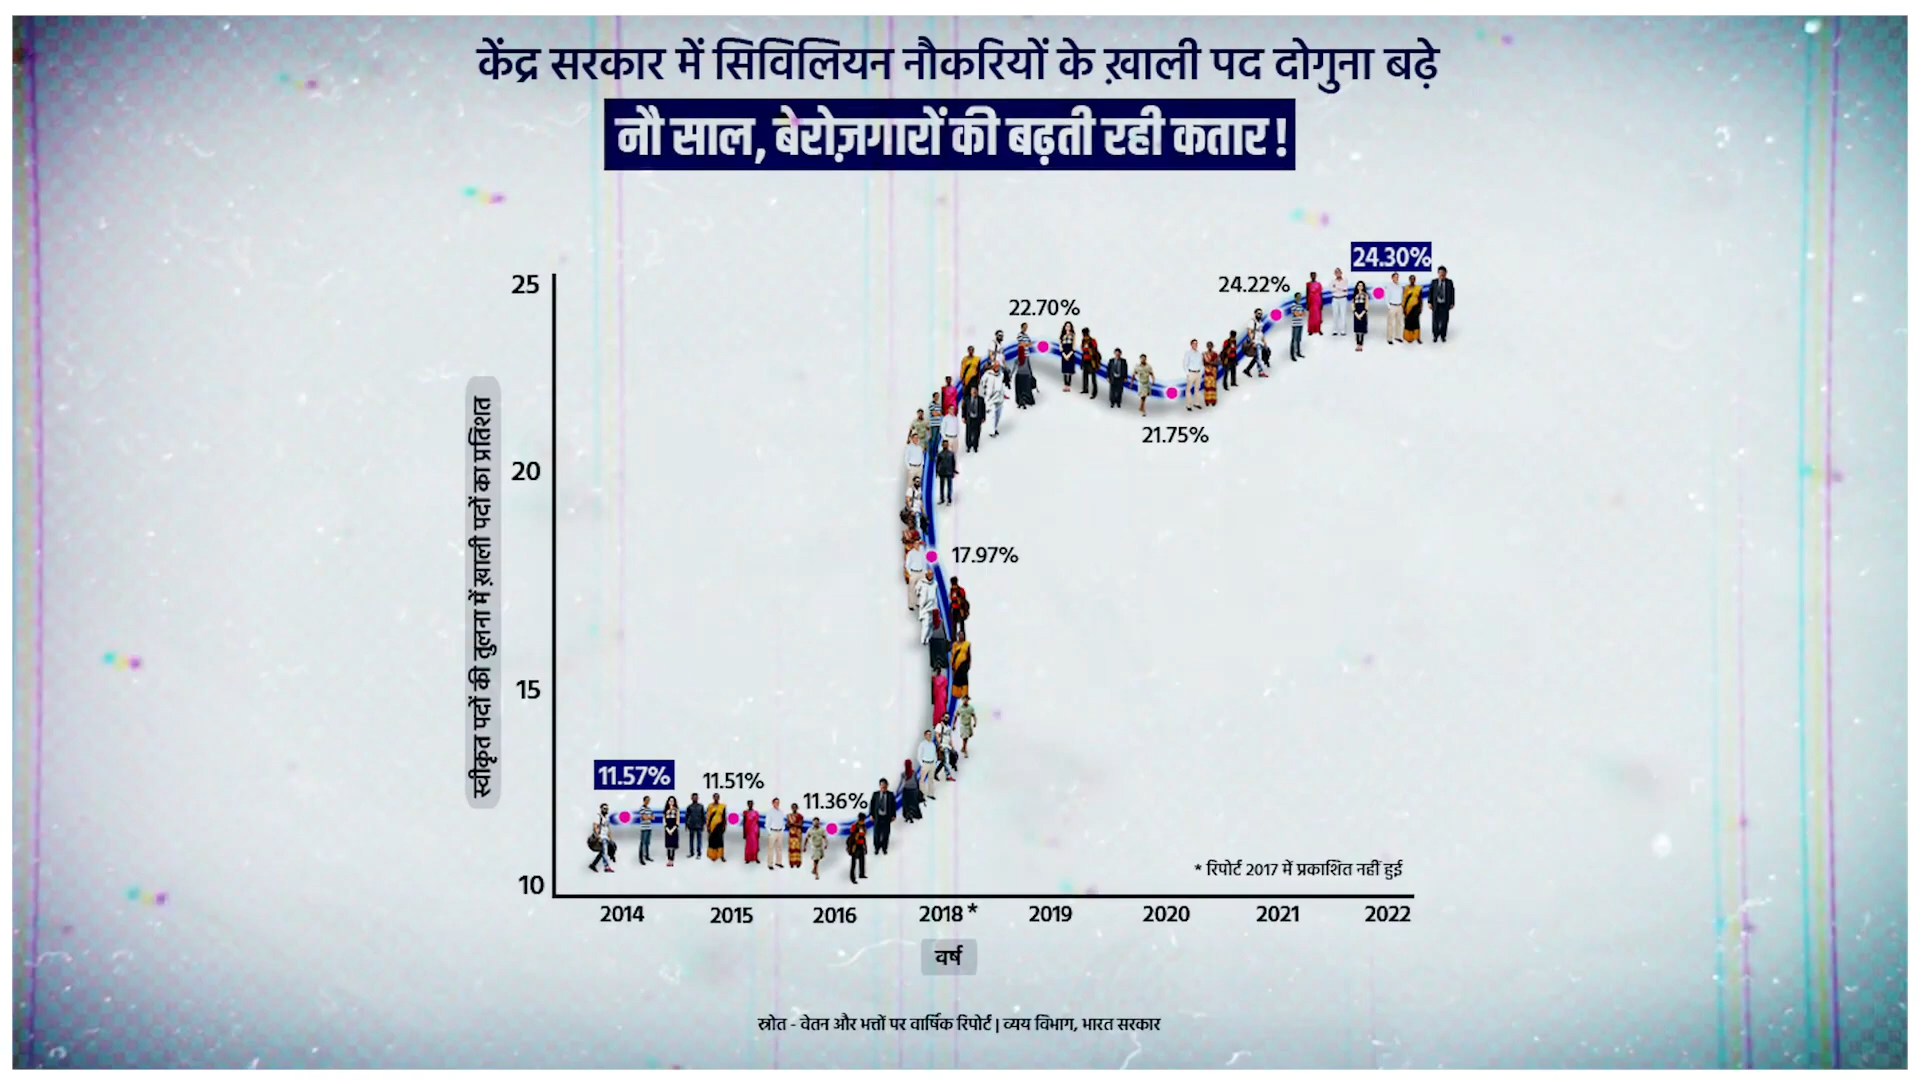 केंद्र सरकार में सिविलियन नौकरियों के ख़ाली पद दोगुना बढ़े
नौ साल, बेरोज़गारों की बढ़ती रही कतार!
स्वीकृत पदों की तुलना में ख़ाली पदों का प्रतिशत
25
20
15
10
11.57%
11.51%
11.36%
17.97%
22.70%
21.75%
24.22%
24.30%
* रिपोर्ट 2017 में प्रकाशित नहीं हुई
2014 2015 2016 2018* 2019 2020 2021 2022
वर्ष
स्रोत - वेतन और भत्तों पर वार्षिक रिपोर्ट | व्यय विभाग, भारत सरकार